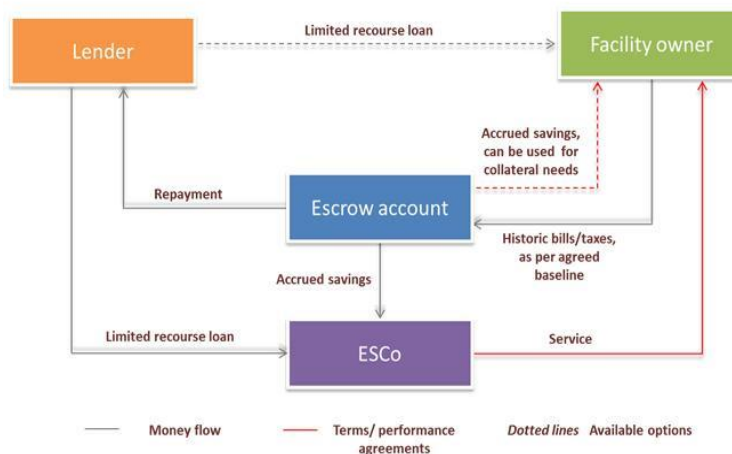 Limited recourse loan
Lender
Facility owner
Accrued savings,
can be used for
collateral needs
Repayment
Escrow account
Historic bills/taxes,
as per agreed
baseline
Accrued savings
Limited recourse loan
ESCo
Service
Money flow
Terms/ performance
agreements
Dotted lines Available options